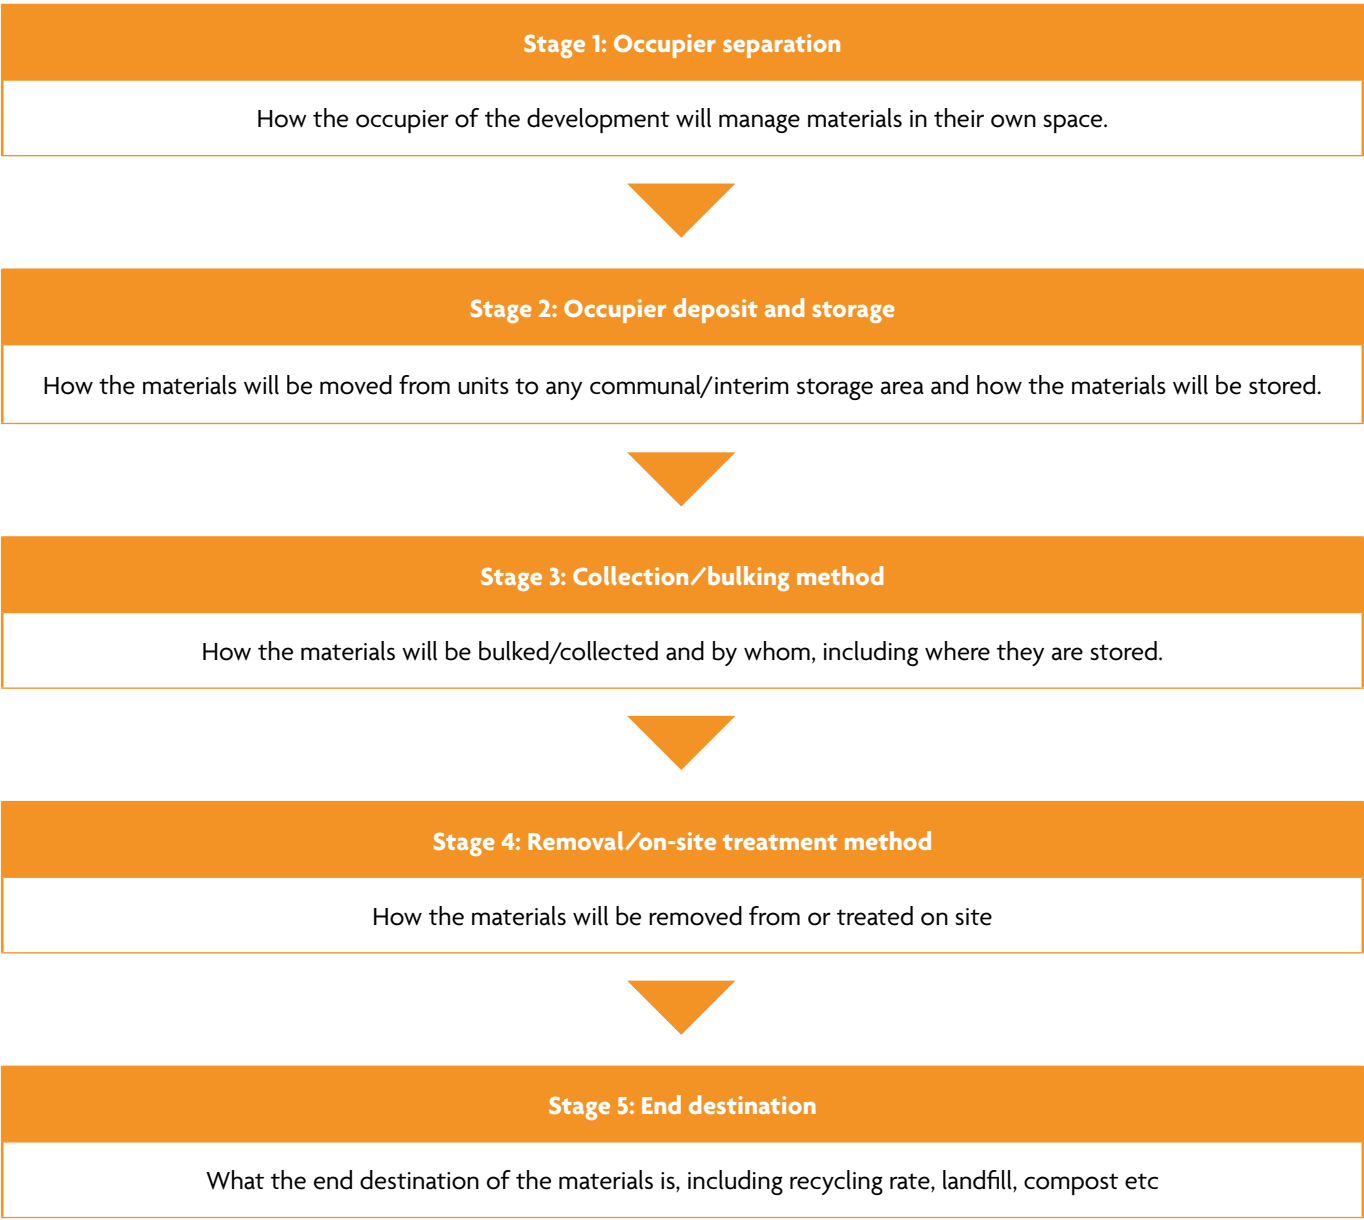 Stage 1: Occupier separation
How the occupier of the development will manage materials in their own space.
Stage 2: Occupier deposit and storage
How the materials will be moved from units to any communal/interim storage area and how the materials will be stored.
Stage 3: Collection/bulking method
How the materials will be bulked/collected and by whom, including where they are stored.
Stage 4: Removal/on-site treatment method
How the materials will be removed from or treated on site
Stage 5: End destination
What the end destination of the materials is, including recycling rate, landfill, compost etc